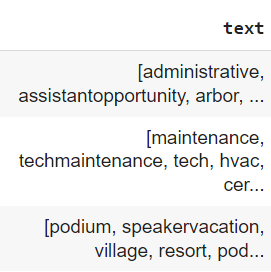 text
[administrative,
assistantopportunity, arbor, ...
[maintenance,
techmaintenance, tech, hvac,
cer...
[podium, speakervacation,
village, resort, pod...